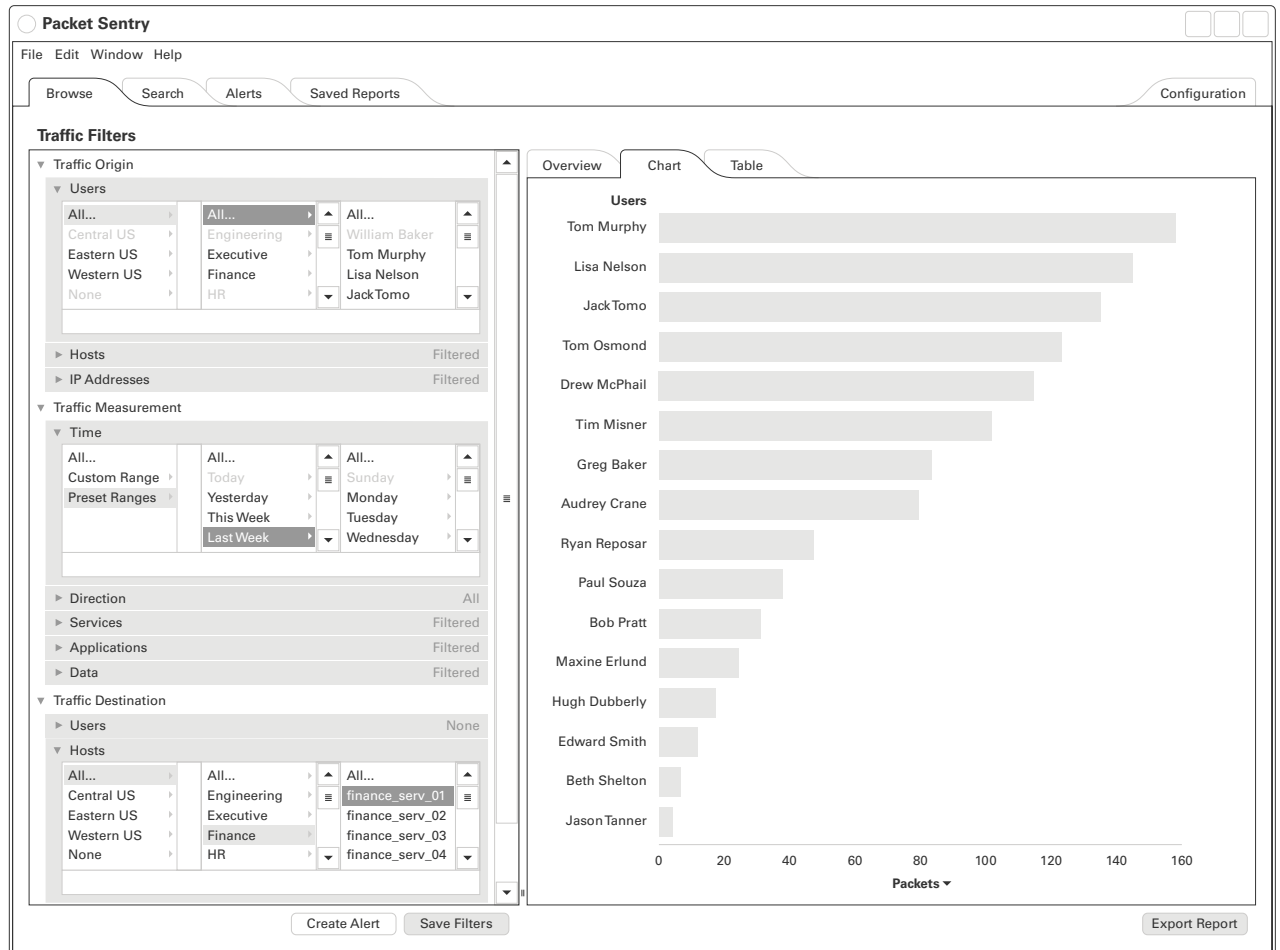 Packet Sentry
File Edit Window Help
Browse Search Alerts Saved Reports Configuration
Traffic Filters
Traffic Origin
Users
All... All... All...
Central US Engineering William Baker
Eastern US Executive Tom Murphy
Western US Finance Lisa Nelson
None HR Jack Tomo
Hosts Filtered
IP Addresses Filtered
Traffic Measurement
Time
All... All... All...
Custom Range Today Sunday
Preset Ranges Yesterday Monday
This Week Tuesday
Last Week Wednesday
Direction All
Services Filtered
Applications Filtered
Data Filtered
Traffic Destination
Users None
Hosts
All... All... All...
Central US Engineering finance_serv_01
Eastern US Executive finance_serv_02
Western US Finance finance_serv_03
None HR finance_serv_04
Create Alert Save Filters
Overview Chart Table
Users
Tom Murphy
Lisa Nelson
Jack Tomo
Tom Osmond
Drew McPhail
Tim Misner
Greg Baker
Audrey Crane
Ryan Reposar
Paul Souza
Bob Pratt
Maxine Erlund
Hugh Dubberly
Edward Smith
Beth Shelton
Jason Tanner
0 20 40 60 80 100 120 140 160
Packets
Export Report